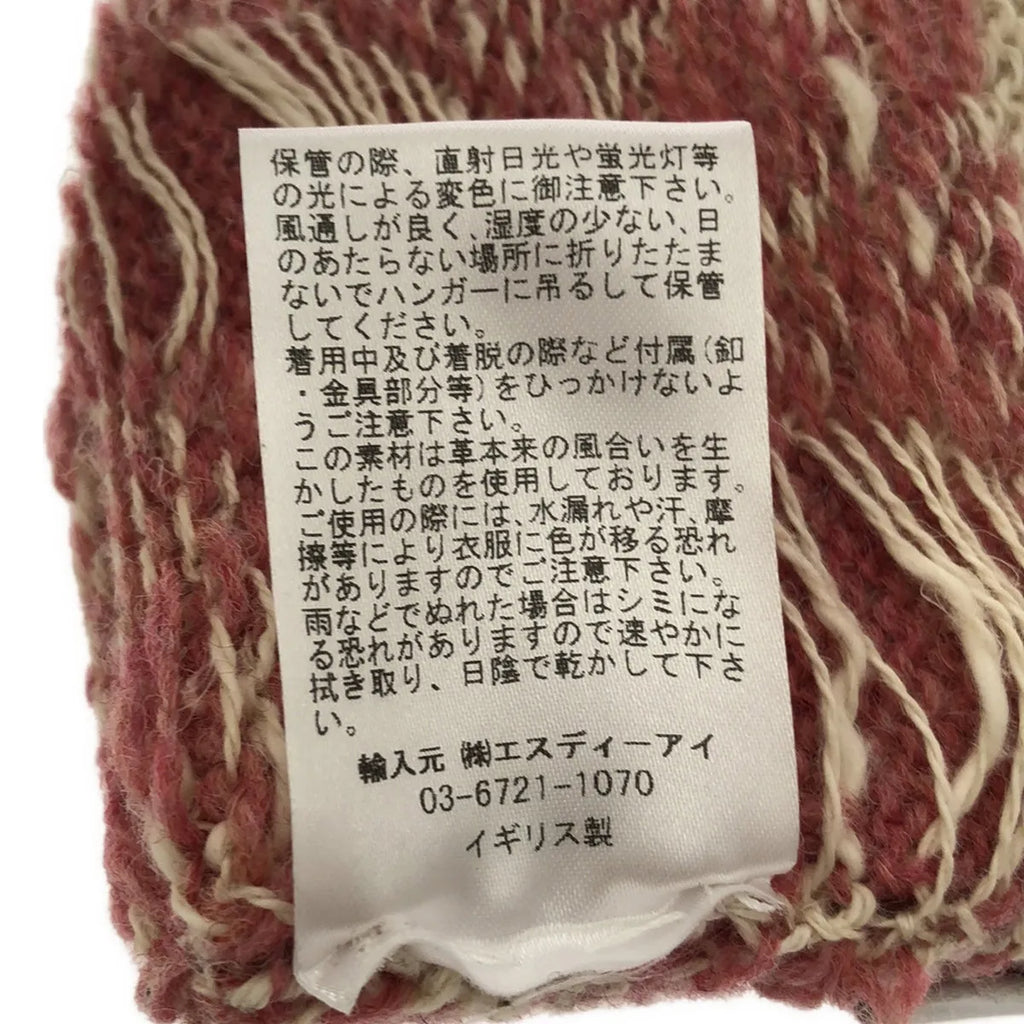 保管の際、直射日光や蛍光灯等
の光による変色に御注意下さい。
風通しが良く、湿度の少ない、日
のあたらない場所に折りたたま
ないでハンガーに吊るして保管
してください。
着用中及び着脱の際など付属(釦
・金具部分等)をひっかけないよ
うご注意下さい。
この素材は革本来の風合いを生
かしたものを使用しております。
ご使用の際には、水漏れや汗、摩
擦等により衣服に色が移る恐れ
がありますのでご注意下さい。
雨などでぬれた場合はシミにな
る恐れがありますので速やかに
拭き取り、日陰で乾かして下さ
い。
輸入元 ㈱エスディーアイ
03-6721-1070
イギリス製